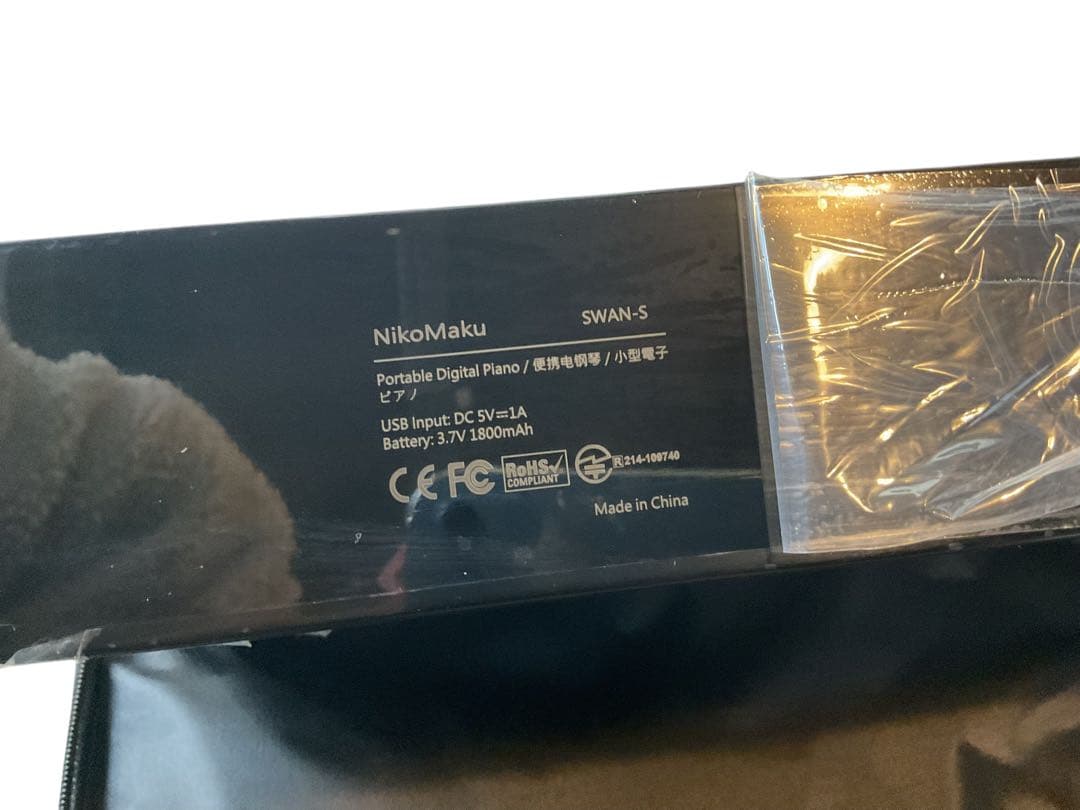 NikoMaku SWAN-S
Portable Digital Piano / 便携电钢琴 / 小型電子
ピアノ
USB Input: DC 5V⎓1A
Battery: 3.7V 1800mAh
CE FC RoHS✓ COMPLIANT R 214-109740
Made in China